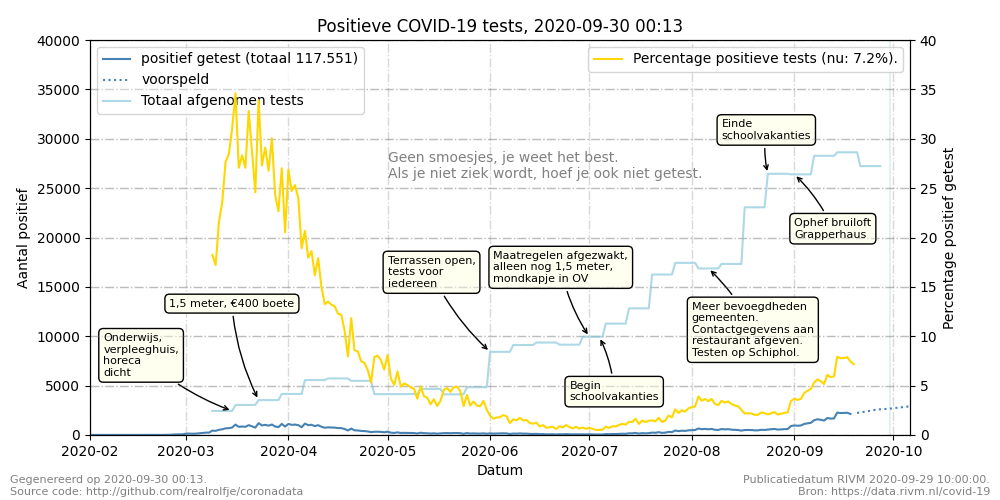 Positieve COVID-19 tests, 2020-09-30 00:13
positief getest (totaal 117.551)
voorspeld
Totaal afgenomen tests
Percentage positieve tests (nu: 7.2%).
Geen smoesjes, je weet het best.
Als je niet ziek wordt, hoef je ook niet getest.
Einde
schoolvakanties
Ophef bruiloft
Grapperhaus
Terrassen open,
tests voor
iedereen
Maatregelen afgezwakt,
alleen nog 1,5 meter,
mondkapje in OV
1,5 meter, €400 boete
Onderwijs,
verpleeghuis,
horeca
dicht
Meer bevoegdheden
gemeenten.
Contactgegevens aan
restaurant afgeven.
Testen op Schiphol.
Begin
schoolvakanties
Aantal positief
40000
35000
30000
25000
20000
15000
10000
5000
0
Percentage positief getest
40
35
30
25
20
15
10
5
0
2020-02 2020-03 2020-04 2020-05 2020-06 2020-07 2020-08 2020-09 2020-10
Datum
Gegenereerd op 2020-09-30 00:13.
Source code: http://github.com/realrolfje/coronadata
Publicatiedatum RIVM 2020-09-29 10:00:00.
Bron: https://data.rivm.nl/covid-19